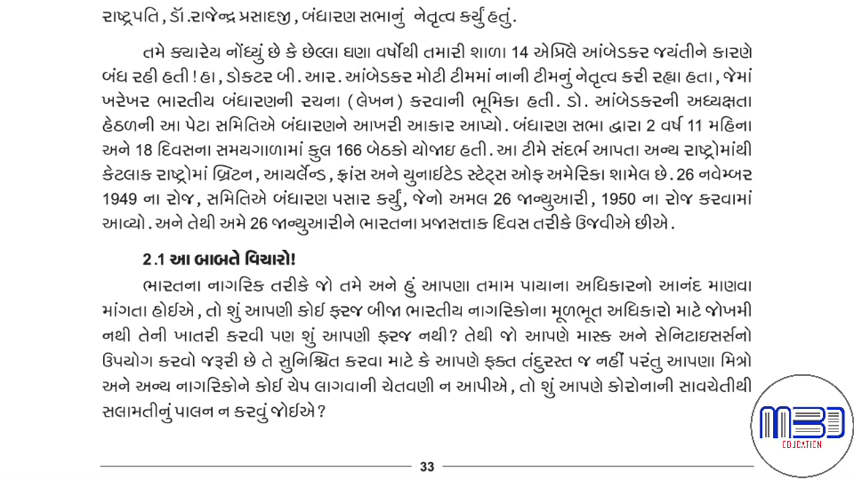 રાષ્ટ્રપતિ, ડૉ.રાજેન્દ્ર પ્રસાદજી, બંધારણ સભાનું નેતૃત્વ કર્યું હતું.
તમે ક્યારેય નોંધ્યું છે કે છેલ્લા ઘણા વર્ષોથી તમારી શાળા 14 એપ્રિલે આંબેડકર જયંતીને કારણે
બંધ રહી હતી! હા, ડોકટર બી. આર. આંબેડકર મોટી ટીમમાં નાની ટીમનું નેતૃત્વ કરી રહ્યા હતા, જેમાં
ખરેખર ભારતીય બંધારણની રચના (લેખન) કરવાની ભૂમિકા હતી. ડો. આંબેડકરની અધ્યક્ષતા
હેઠળની આ પેટા સમિતિએ બંધારણને આખરી આકાર આપ્યો. બંધારણ સભા દ્વારા 2 વર્ષ 11 મહિના
અને 18 દિવસના સમયગાળામાં કુલ 166 બેઠકો યોજાઇ હતી. આ ટીમે સંદર્ભ આપતા અન્ય રાષ્ટ્રોમાંથી
કેટલાક રાષ્ટ્રોમાં બ્રિટન, આયર્લેન્ડ, ફ્રાંસ અને યુનાઈટેડ સ્ટેટ્સ ઓફ અમેરિકા શામેલ છે. 26 નવેમ્બર
1949 ના રોજ, સમિતિએ બંધારણ પસાર કર્યું, જેનો અમલ 26 જાન્યુઆરી, 1950 ના રોજ કરવામાં
આવ્યો. અને તેથી અમે 26 જાન્યુઆરીને ભારતના પ્રજાસત્તાક દિવસ તરીકે ઉજવીએ છીએ.
2.1 આ બાબતે વિચારો!
ભારતના નાગરિક તરીકે જો તમે અને હું આપણા તમામ પાયાના અધિકારનો આનંદ માણવા
માંગતા હોઈએ, તો શું આપણી કોઈ ફરજ બીજા ભારતીય નાગરિકોના મૂળભૂત અધિકારો માટે જોખમી
નથી તેની ખાતરી કરવી પણ શું આપણી ફરજ નથી? તેથી જો આપણે માસ્ક અને સેનિટાઇસર્સનો
ઉપયોગ કરવો જરૂરી છે તે સુનિશ્ચિત કરવા માટે કે આપણે ફક્ત તંદુરસ્ત જ નહીં પરંતુ આપણા મિત્રો
અને અન્ય નાગરિકોને કોઈ ચેપ લાગવાની ચેતવણી ન આપીએ, તો શું આપણે કોરોનાની સાવચેતીથી
સલામતીનું પાલન ન કરવું જોઈએ?
33
MBD
EDUCATION